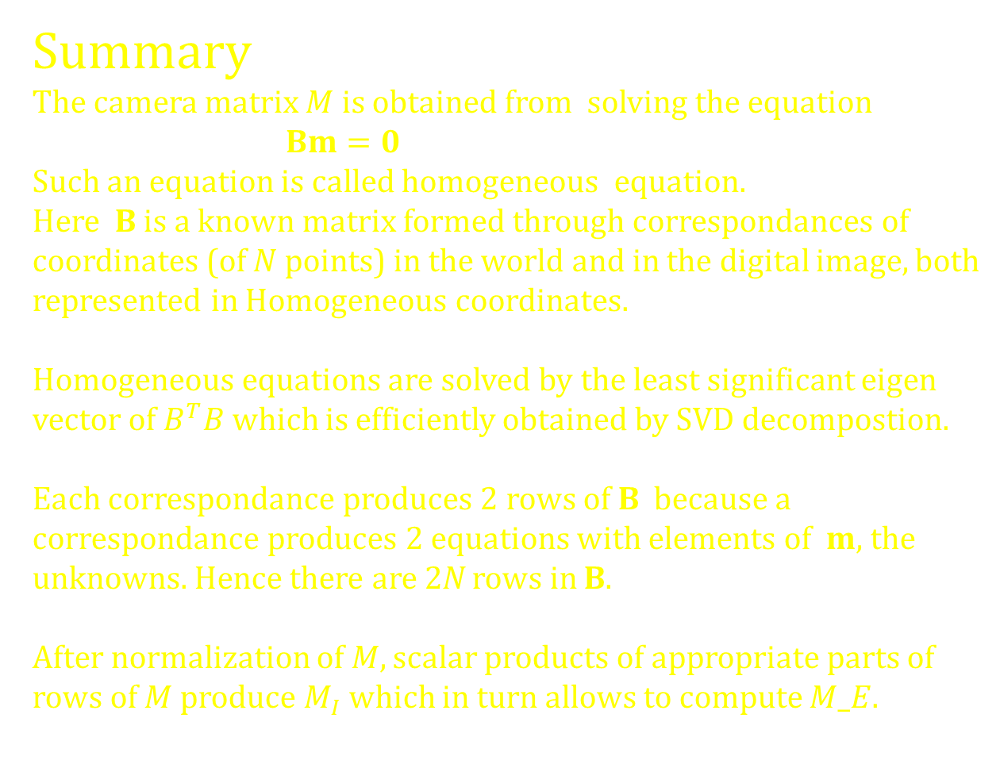 Summary
The camera matrix M is obtained from solving the equation
Bm = 0
Such an equation is called homogeneous equation.
Here B is a known matrix formed through correspondances of
coordinates (of N points) in the world and in the digital image, both
represented in Homogeneous coordinates.
Homogeneous equations are solved by the least significant eigen
vector of B^T B which is efficiently obtained by SVD decompostion.
Each correspondance produces 2 rows of B because a
correspondance produces 2 equations with elements of m, the
unknowns. Hence there are 2N rows in B.
After normalization of M, scalar products of appropriate parts of
rows of M produce M_I which in turn allows to compute M_E.